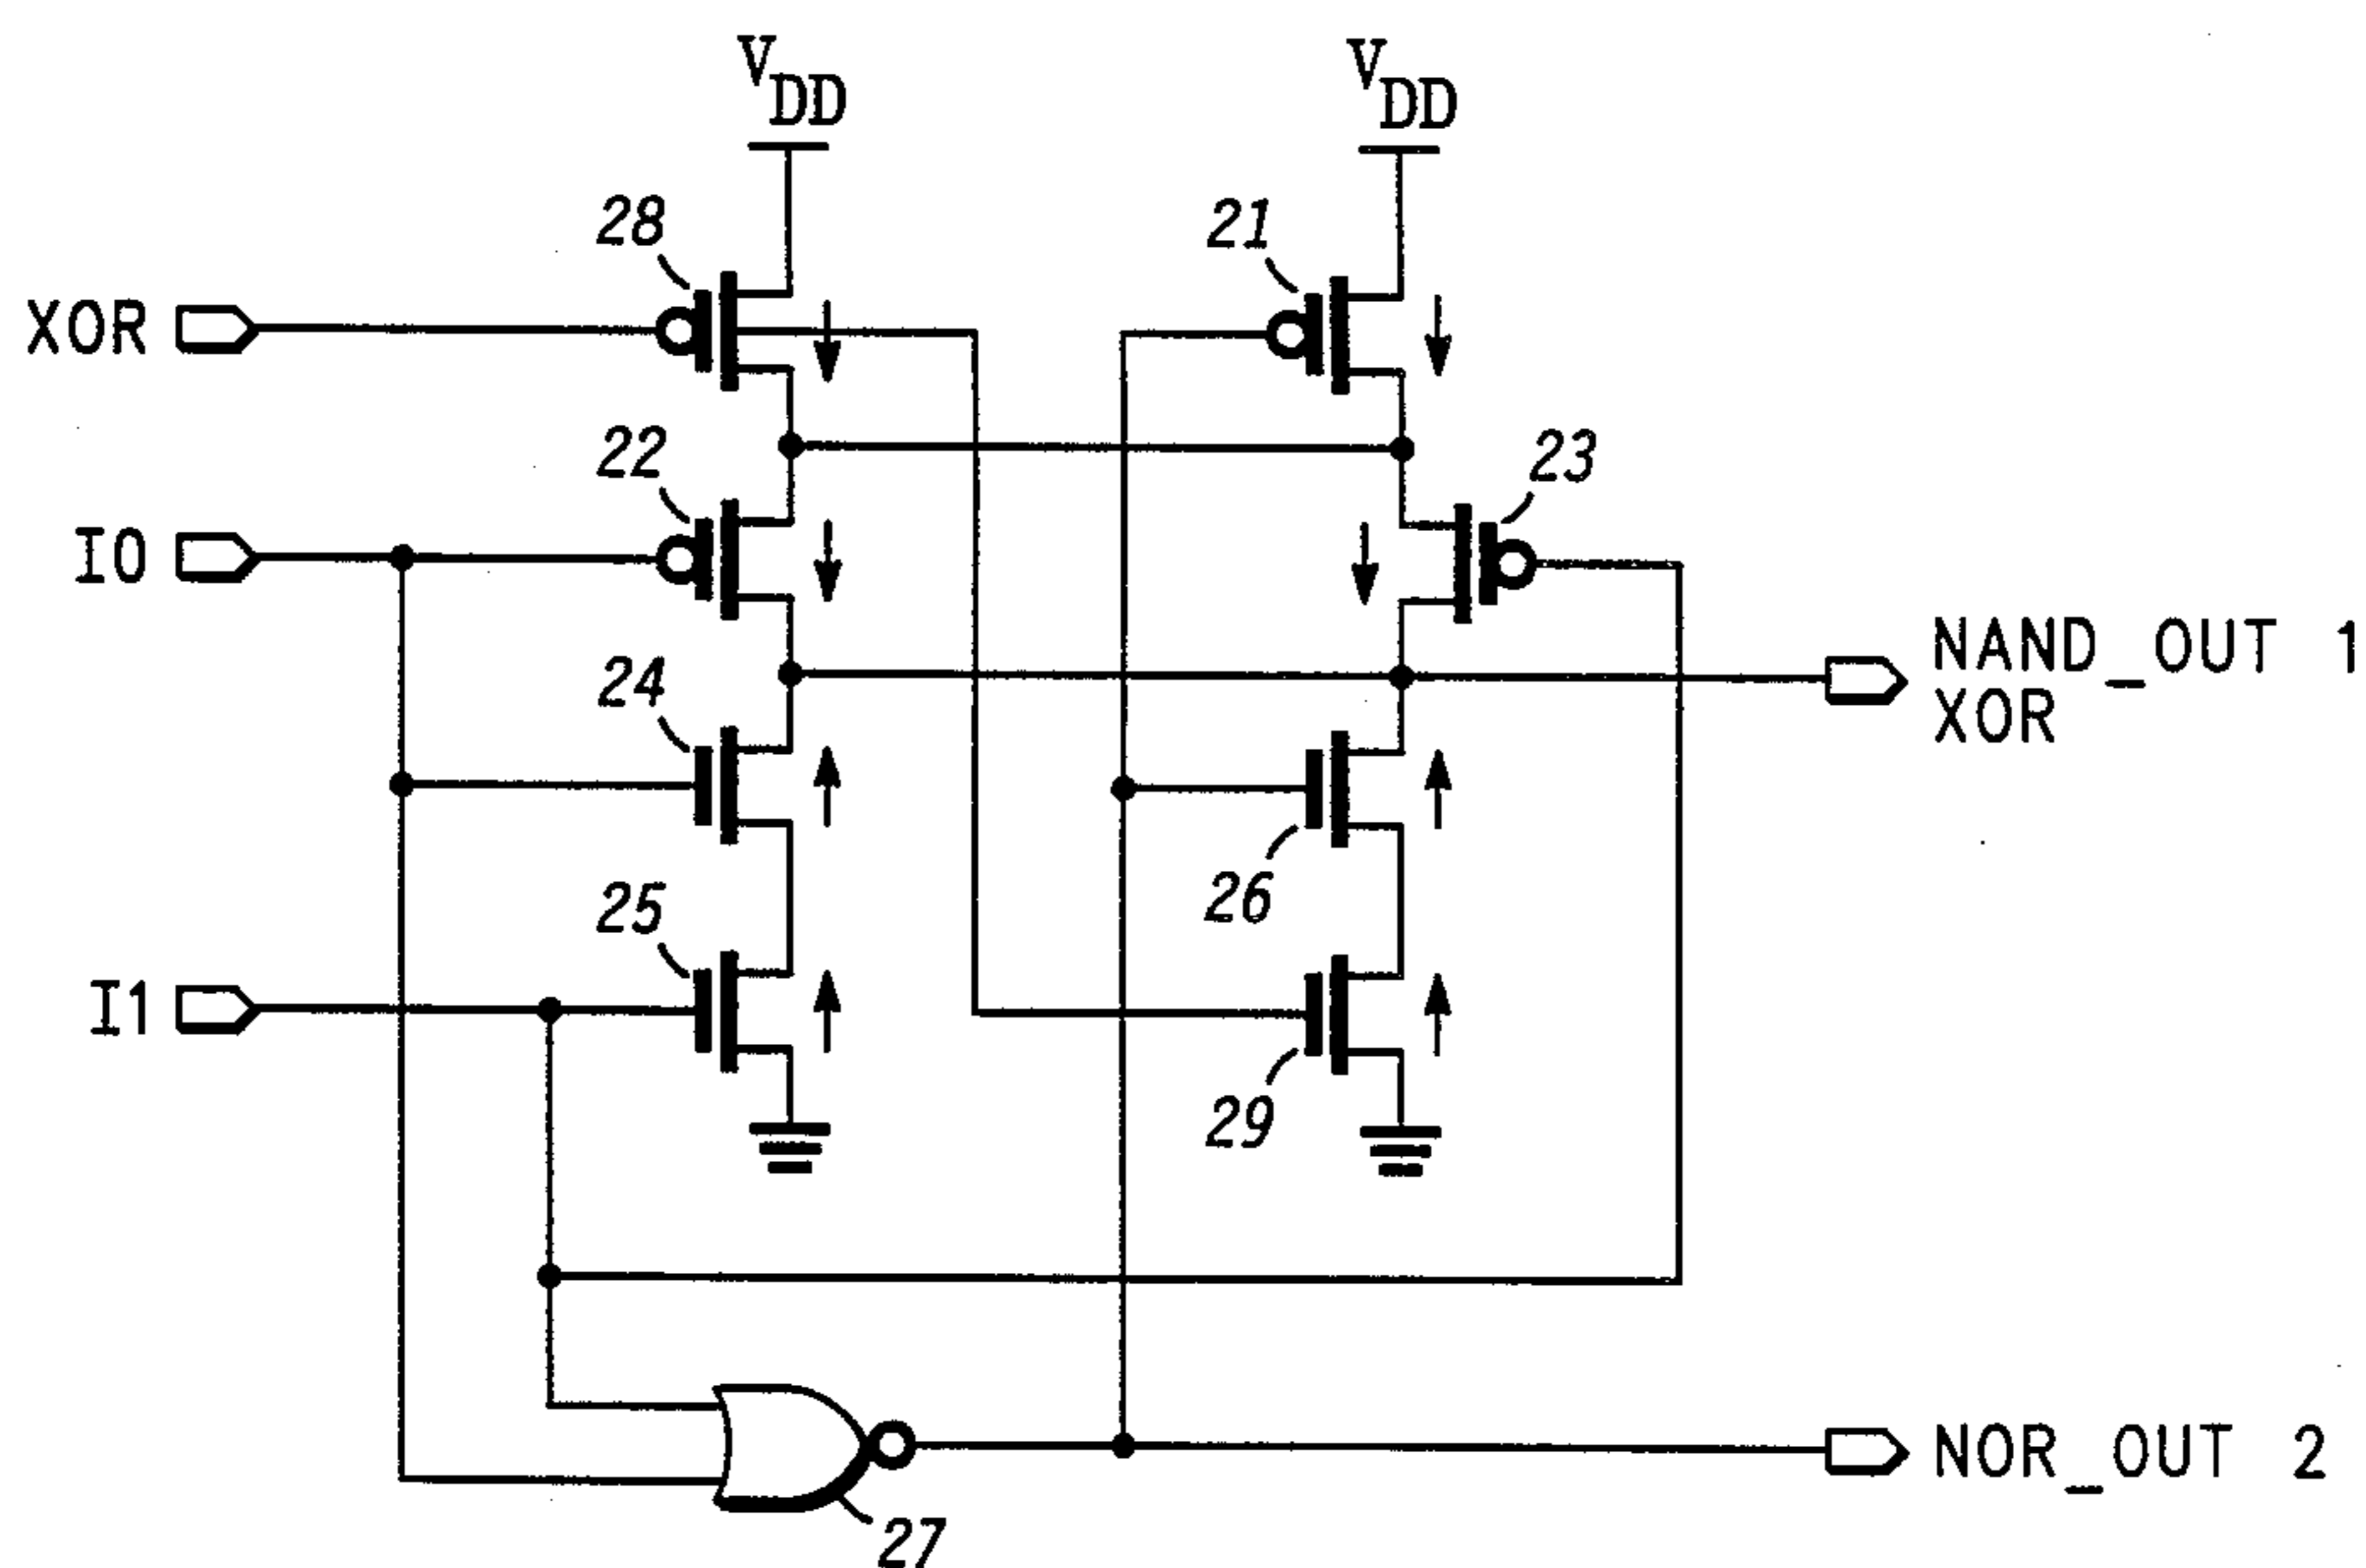 VDD
VDD
28
21
XOR
22
23
I0
NAND_OUT 1
XOR
24
25
26
I1
29
NOR_OUT 2
27